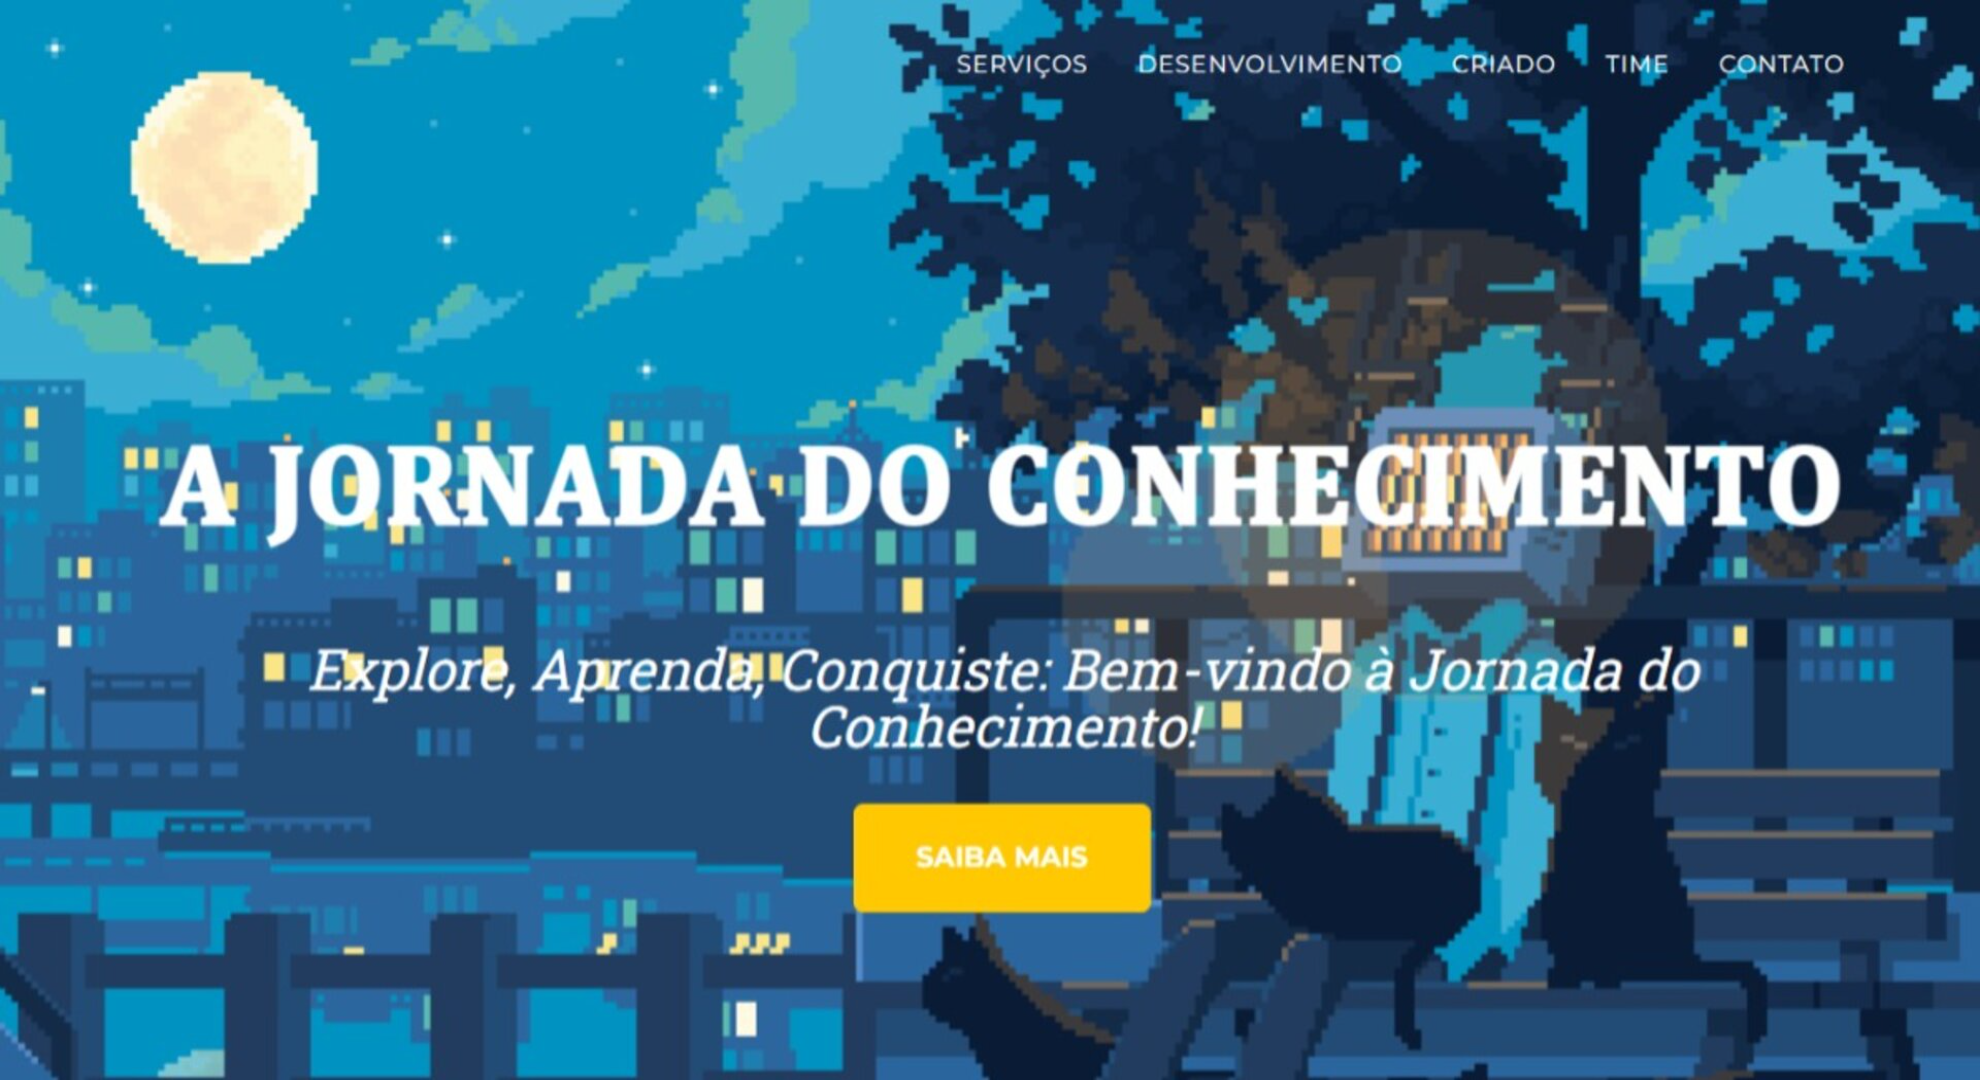 SERVIÇOS DESENVOLVIMENTO CRIADO TIME CONTATO
A JORNADA DO CONHECIMENTO
Explore, Aprenda, Conquiste: Bem-vindo à Jornada do
Conhecimento!
SAIBA MAIS